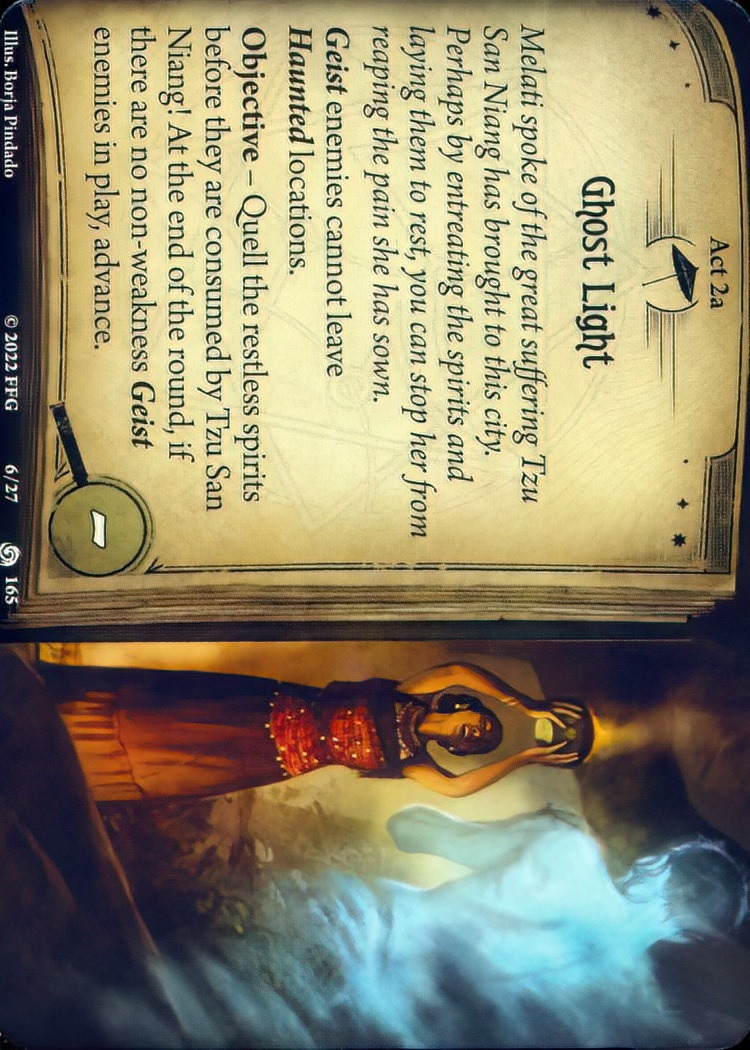 Act 2a
Ghost Light
Melati spoke of the great suffering Tzu
San Niang has brought to this city.
Perhaps by entreating the spirits and
laying them to rest, you can stop her from
reaping the pain she has sown.
Geist enemies cannot leave
Haunted locations.
Objective – Quell the restless spirits
before they are consumed by Tzu San
Niang! At the end of the round, if
there are no non-weakness Geist
enemies in play, advance.
-
Illus. Borja Pindado © 2022 FFG 6/27 165